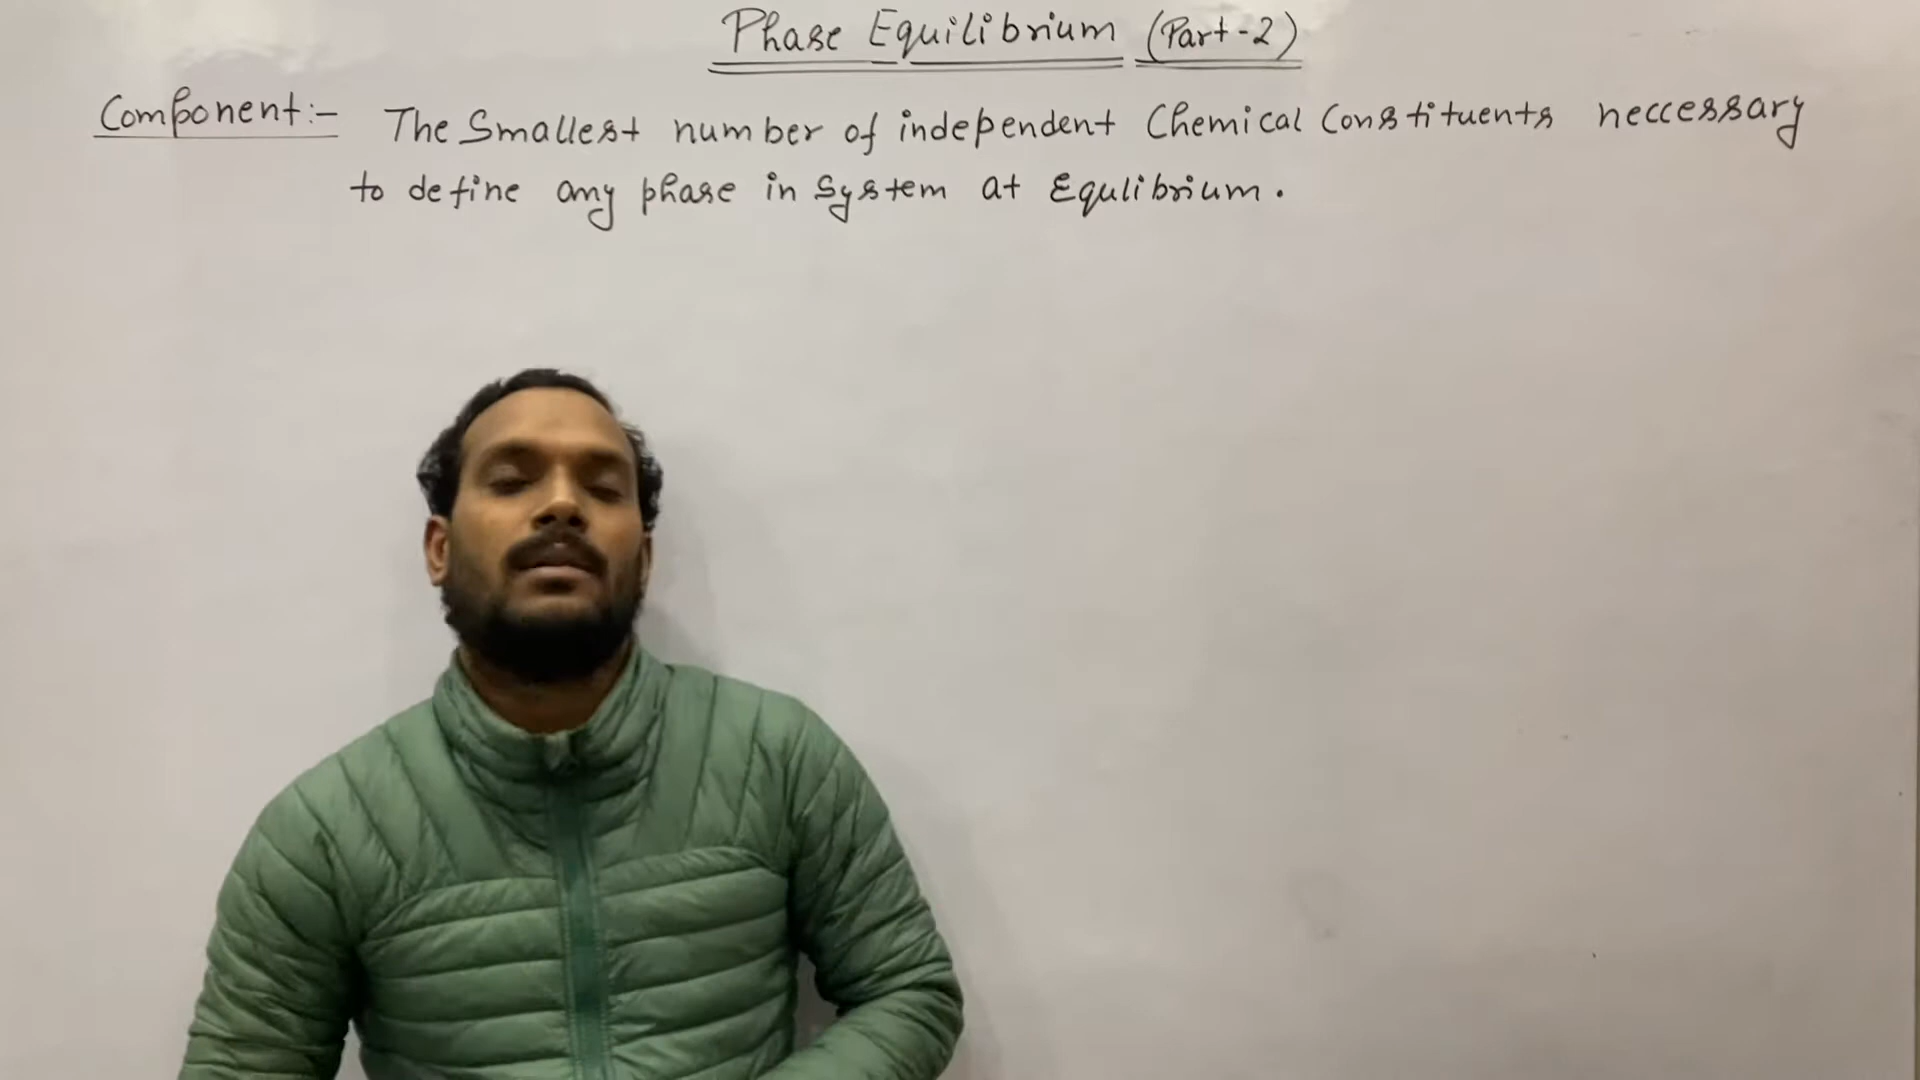 Phase Equilibrium (Part-2)
Component:- The Smallest number of independent Chemical Constituents neccessary
to define any phase in System at Equlibrium.